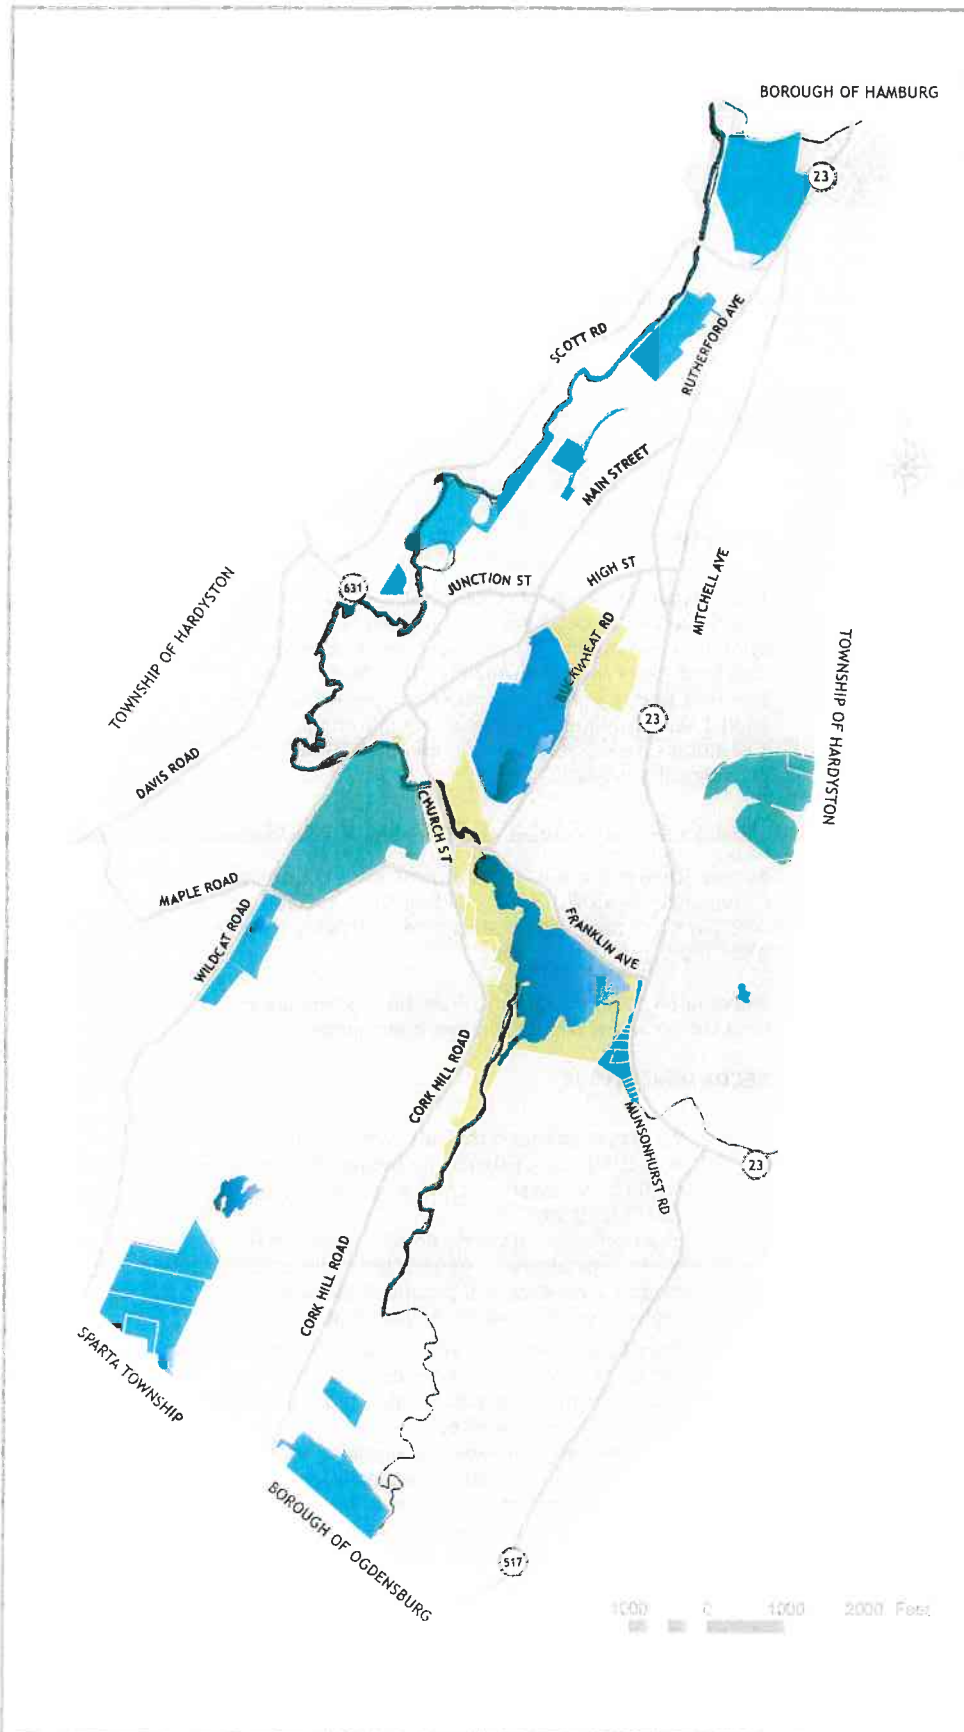 BOROUGH OF HAMBURG
23
SCOTT RD
RUTHERFORD AVE
MAIN STREET
TOWNSHIP OF HARDYSTON
631
JUNCTION ST
HIGH ST
MITCHELL AVE
BUCKWHEAT RD
TOWNSHIP OF HARDYSTON
23
DAVIS ROAD
CHURCH ST
MAPLE ROAD
WILDCAT ROAD
FRANKLIN AVE
CORK HILL ROAD
MUNSONHURST RD
23
CORK HILL ROAD
SPARTA TOWNSHIP
BOROUGH OF OGDENSBURG
517
1000 0 1000 2000 Feet